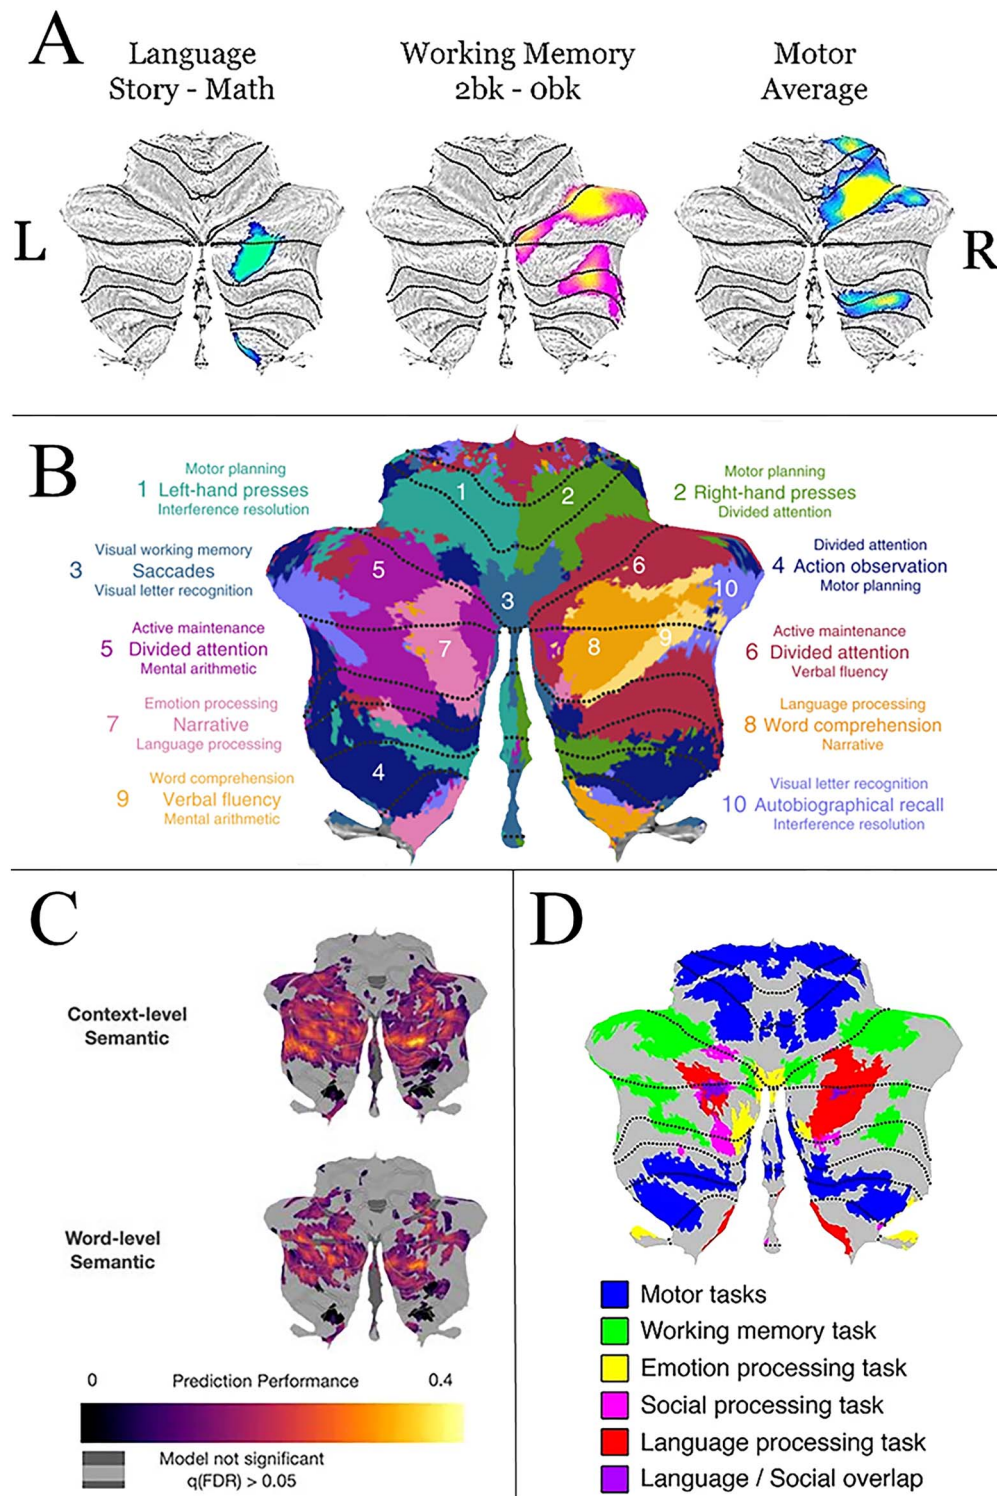 A
Language
Story - Math
Working Memory
2bk - 0bk
Motor
Average
L
R
B
Motor planning
1 Left-hand presses
Interference resolution
Motor planning
2 Right-hand presses
Divided attention
Visual working memory
3 Saccades
Visual letter recognition
Divided attention
4 Action observation
Motor planning
Active maintenance
5 Divided attention
Mental arithmetic
Active maintenance
6 Divided attention
Verbal fluency
Emotion processing
7 Narrative
Language processing
Language processing
8 Word comprehension
Narrative
Word comprehension
9 Verbal fluency
Mental arithmetic
Visual letter recognition
10 Autobiographical recall
Interference resolution
1
2
5
6
3
10
7
8
9
4
C
Context-level
Semantic
Word-level
Semantic
0 Prediction Performance 0.4
Model not significant
q(FDR) > 0.05
D
Motor tasks
Working memory task
Emotion processing task
Social processing task
Language processing task
Language / Social overlap